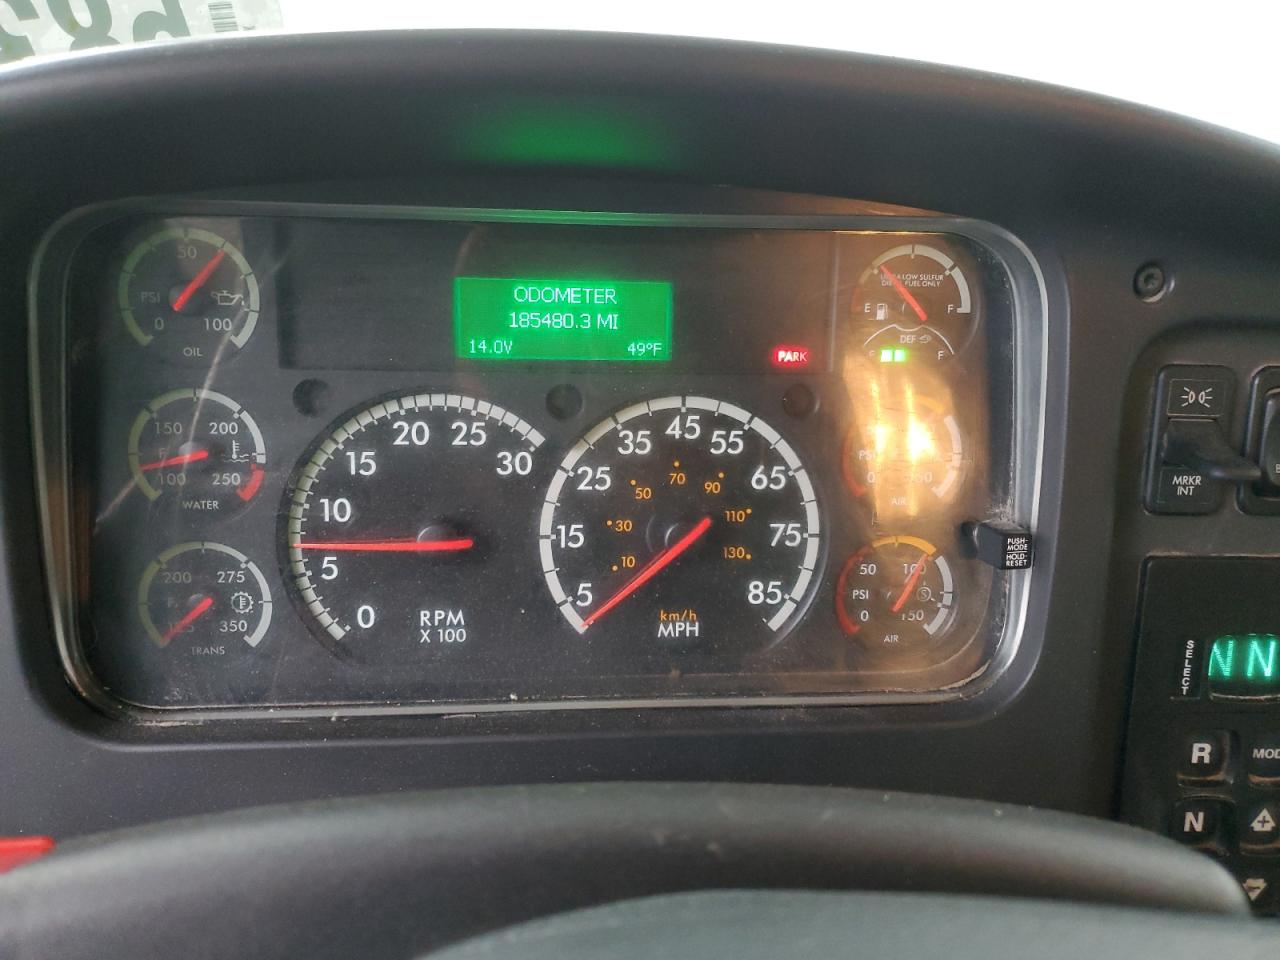 ODOMETER
185480.3 MI
14.0V 49°F
PARK
50
PSI
0 100
OIL
150 200
100 250
WATER
200 275
350
TRANS
0 5 10 15 20 25 30
RPM
X 100
5 15 25 35 45 55 65 75 85
10 30 50 70 90 110 130
km/h
MPH
LOW SULFUR
FUEL ONLY
E F
DEF
F
PSI
0
AIR
50 100
PSI
0 150
S
AIR
PUSH-
MODE
HOLD-
RESET
MRKR
INT
SELECT
N N
R
N